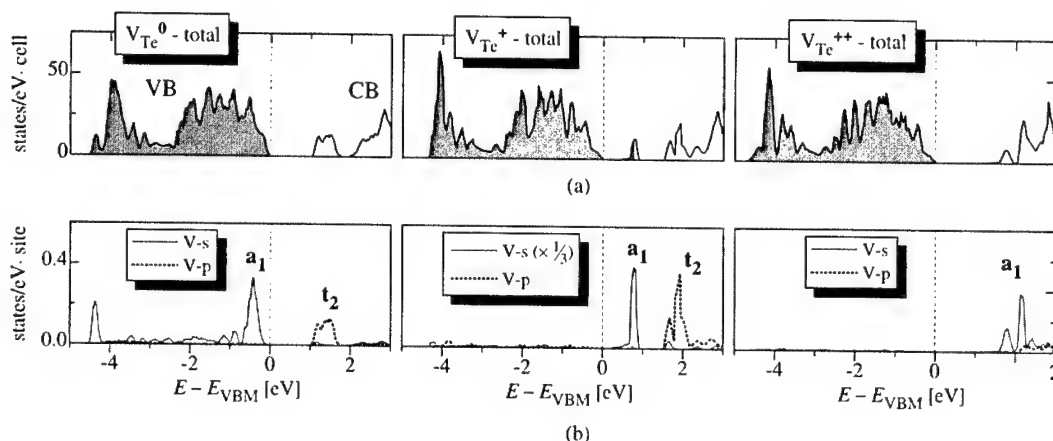 V_Te^0 - total
V_Te^+ - total
V_Te^++ - total
VB
CB
states/eV· cell
50
0
(a)
V-s
V-p
a₁
t₂
V-s (× 1/3)
V-p
a₁
t₂
V-s
V-p
a₁
states/eV· site
0.4
0.0
-4
-2
0
2
-4
-2
0
2
-4
-2
0
2
E – E_VBM [eV]
E – E_VBM [eV]
E – E_VBM [eV]
(b)